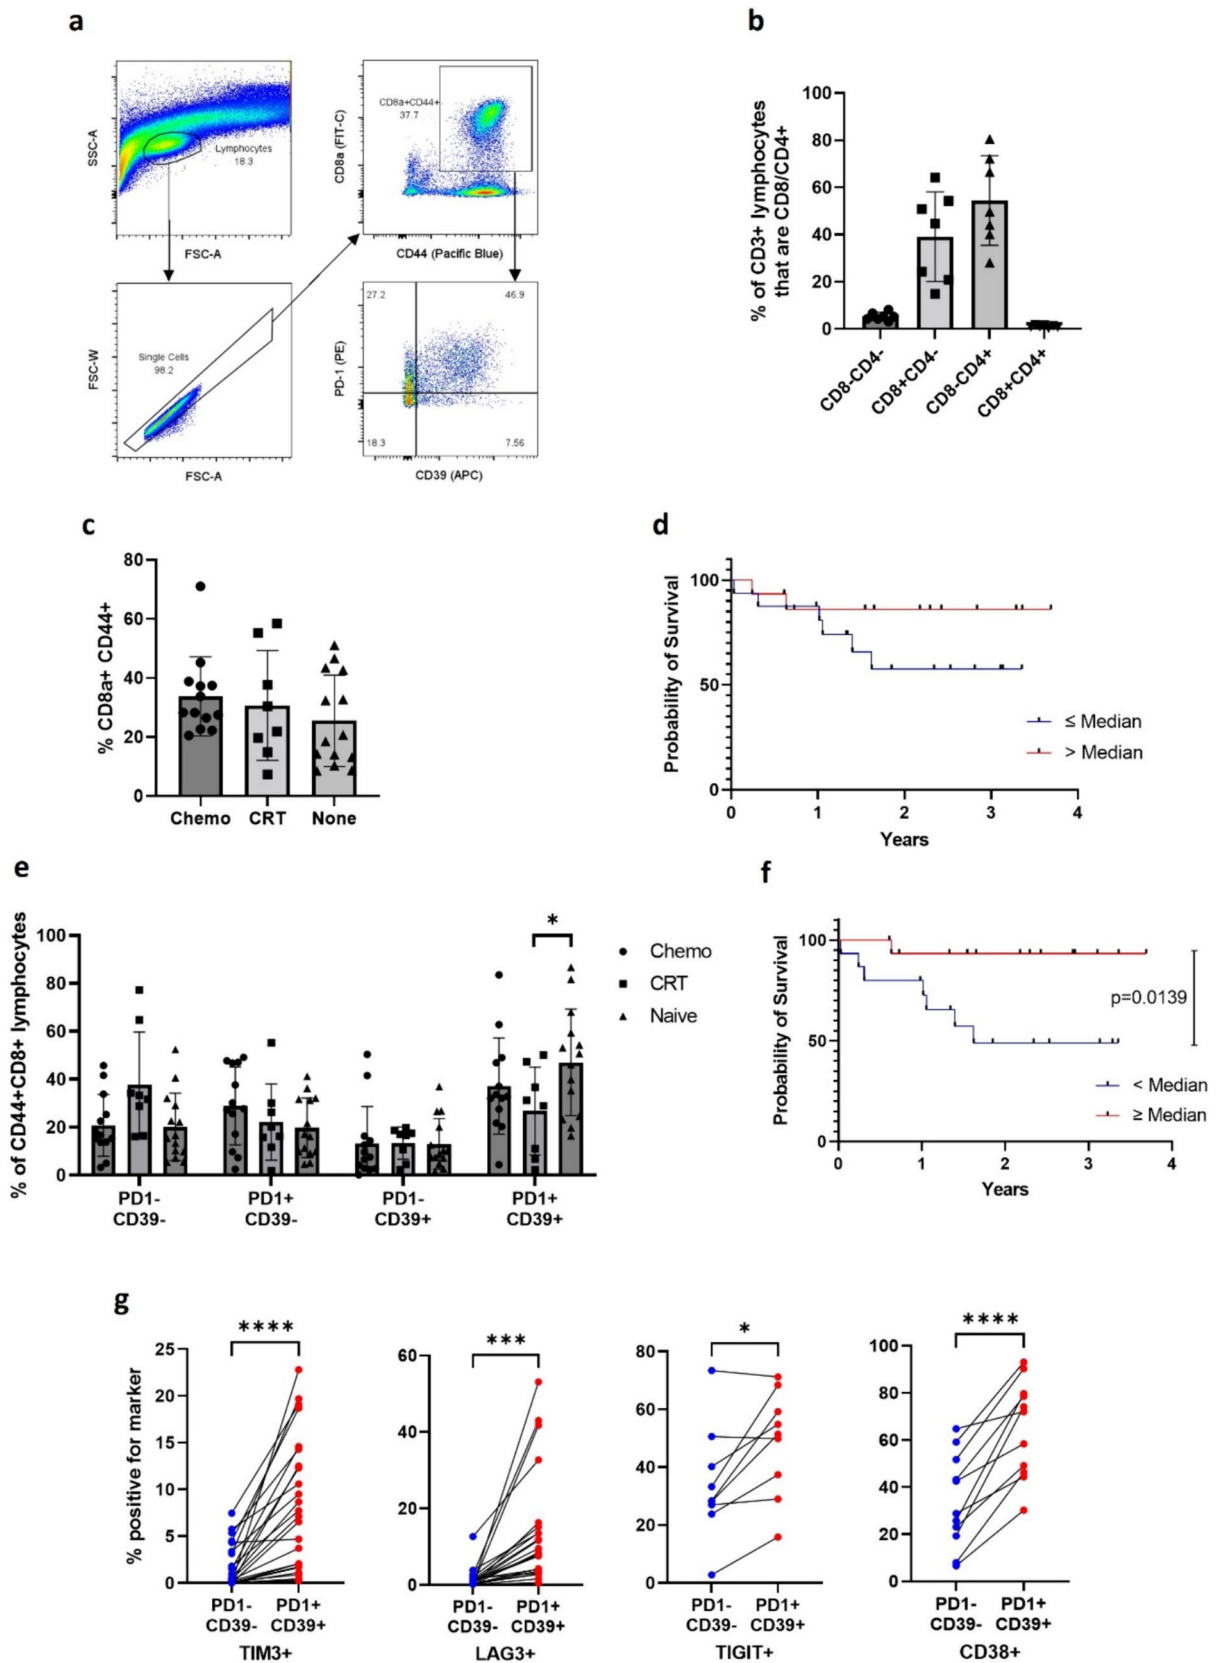 a
SSC-A
Lymphocytes
18.3
FSC-A
CD8a (FIT-C)
CD8a+CD44+
37.7
CD44 (Pacific Blue)
FSC-W
Single Cells
98.2
FSC-A
PD-1 (PE)
27.2
46.9
18.3
7.56
CD39 (APC)
b
% of CD3+ lymphocytes
that are CD8/CD4+
100
80
60
40
20
0
CD8-CD4-
CD8+CD4-
CD8-CD4+
CD8+CD4+
c
% CD8a+ CD44+
80
60
40
20
0
Chemo
CRT
None
d
Probability of Survival
100
50
0
0
1
2
3
4
Years
≤ Median
> Median
e
% of CD44+CD8+ lymphocytes
100
80
60
40
20
0
*
PD1-
CD39-
PD1+
CD39-
PD1-
CD39+
PD1+
CD39+
Chemo
CRT
Naive
f
Probability of Survival
100
50
0
0
1
2
3
4
Years
p=0.0139
< Median
≥ Median
g
% positive for marker
25
20
15
10
5
0
****
PD1-
CD39-
PD1+
CD39+
TIM3+
60
40
20
0
***
PD1-
CD39-
PD1+
CD39+
LAG3+
80
60
40
20
0
*
PD1-
CD39-
PD1+
CD39+
TIGIT+
100
80
60
40
20
0
****
PD1-
CD39-
PD1+
CD39+
CD38+